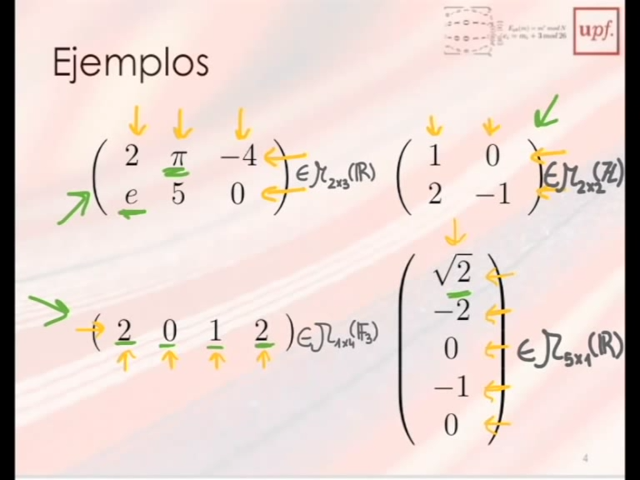 upf.
Ejemplos
( 2 π −4 ) ∈ M₂ₓ₃(ℝ)
( e 5 0 )
( 1 0 ) ∈ M₂ₓ₂(ℤ)
( 2 −1 )
( 2 0 1 2 ) ∈ M₁ₓ₄(𝔽₃)
( √2 ) ∈ M₅ₓ₁(ℝ)
( −2 )
( 0 )
( −1 )
( 0 )
4